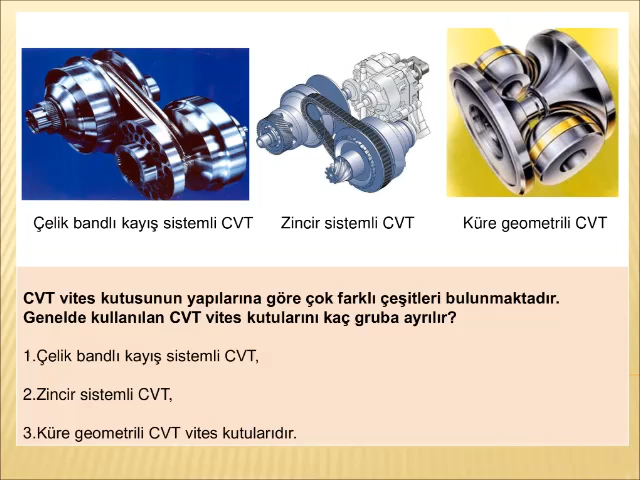 Çelik bandlı kayış sistemli CVT Zincir sistemli CVT Küre geometrili CVT
CVT vites kutusunun yapılarına göre çok farklı çeşitleri bulunmaktadır.
Genelde kullanılan CVT vites kutularını kaç gruba ayrılır?
1.Çelik bandlı kayış sistemli CVT,
2.Zincir sistemli CVT,
3.Küre geometrili CVT vites kutularıdır.